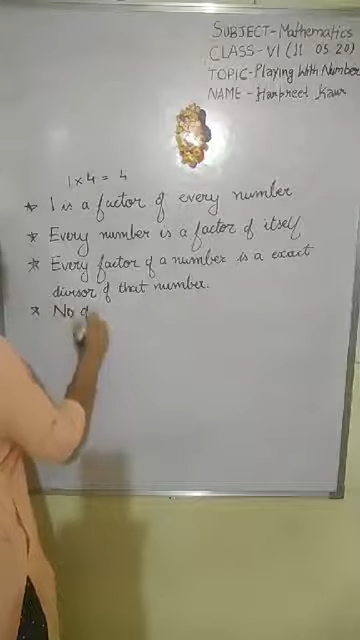 SUBJECT-Mathematics
CLASS-VI (11 05 20)
TOPIC-Playing With Number
NAME - Harpreet Kaur
1 x 4 = 4
* 1 is a factor of every number
* Every number is a factor of itself
* Every factor of a number is a exact
divisor of that number.
* No